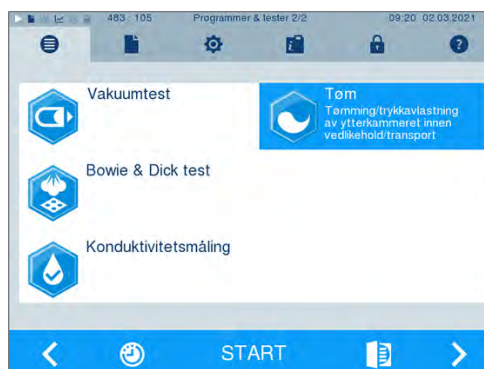 483 : 105 Programmer & tester 2/2 09:20 02.03.2021
Vakuumtest
Tøm
Tømming/trykkavlastning
av ytterkammeret innen
vedlikehold/transport
Bowie & Dick test
Konduktivitetsmåling
START